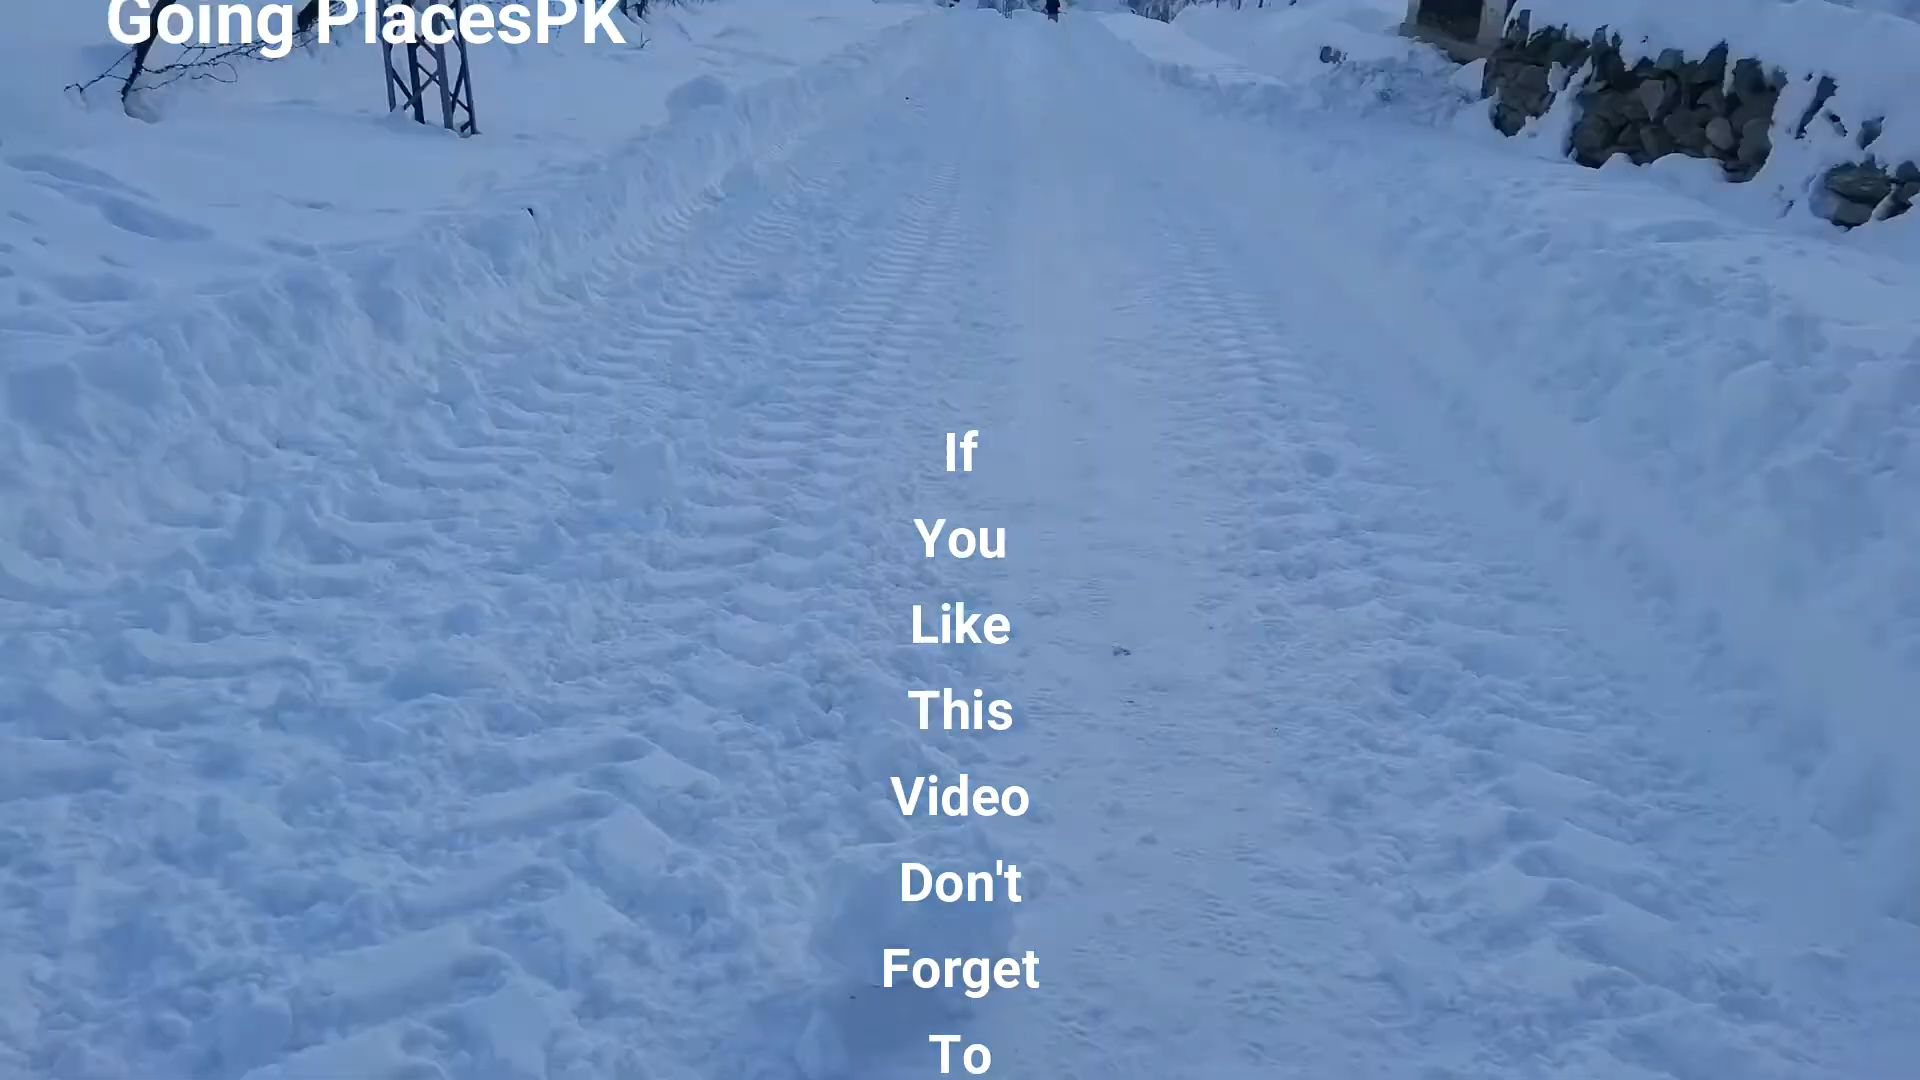 Going PlacesPK
If
You
Like
This
Video
Don't
Forget
To